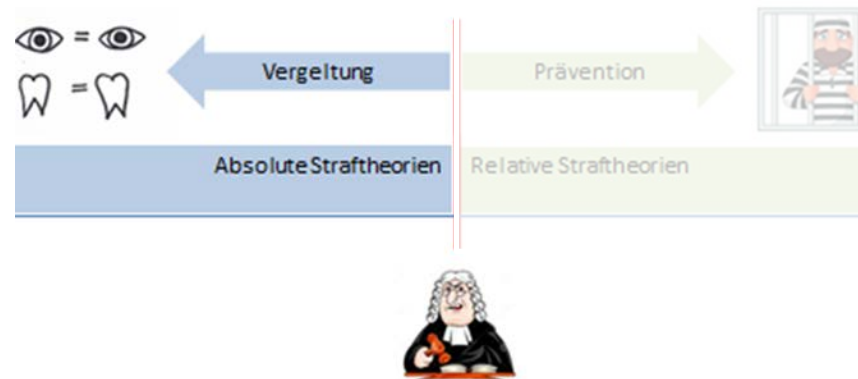 Vergeltung
Prävention
Absolute Straftheorien
Relative Straftheorien